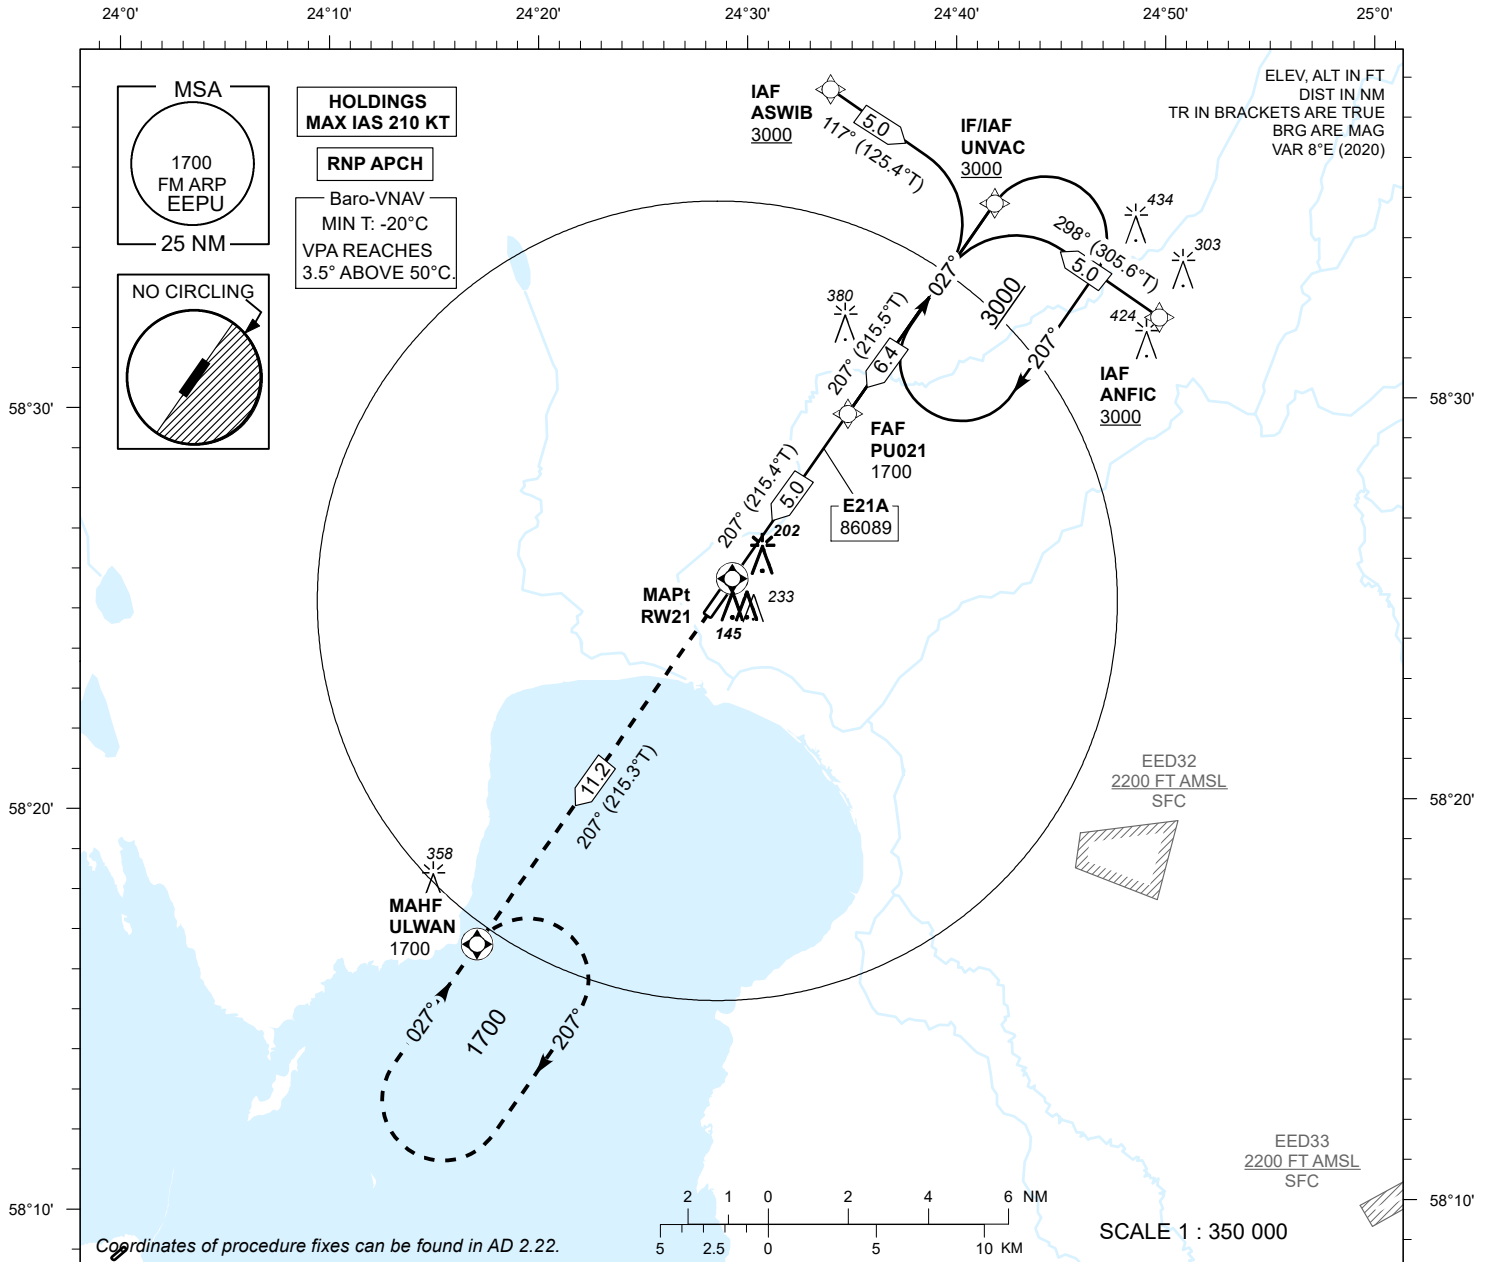 24°0'
24°10'
24°20'
24°30'
24°40'
24°50'
25°0'
MSA
1700
FM ARP
EEPU
25 NM
HOLDINGS
MAX IAS 210 KT
RNP APCH
Baro-VNAV
MIN T: -20°C
VPA REACHES
3.5° ABOVE 50°C.
NO CIRCLING
ELEV, ALT IN FT
DIST IN NM
TR IN BRACKETS ARE TRUE
BRG ARE MAG
VAR 8°E (2020)
IAF
ASWIB
3000
5.0
117° (125.4°T)
IF/IAF
UNVAC
3000
434
303
298° (305.6°T)
5.0
424
IAF
ANFIC
3000
027°
3000
207°
380
207° (215.5°T)
6.4
58°30'
58°30'
FAF
PU021
1700
207° (215.4°T)
5.0
E21A
86089
202
MAPt
RW21
233
145
11.2
207° (215.3°T)
EED32
2200 FT AMSL
SFC
58°20'
58°20'
358
MAHF
ULWAN
1700
027°
1700
207°
EED33
2200 FT AMSL
SFC
58°10'
58°10'
2 1 0 2 4 6 NM
5 2.5 0 5 10 KM
SCALE 1 : 350 000
Coordinates of procedure fixes can be found in AD 2.22.